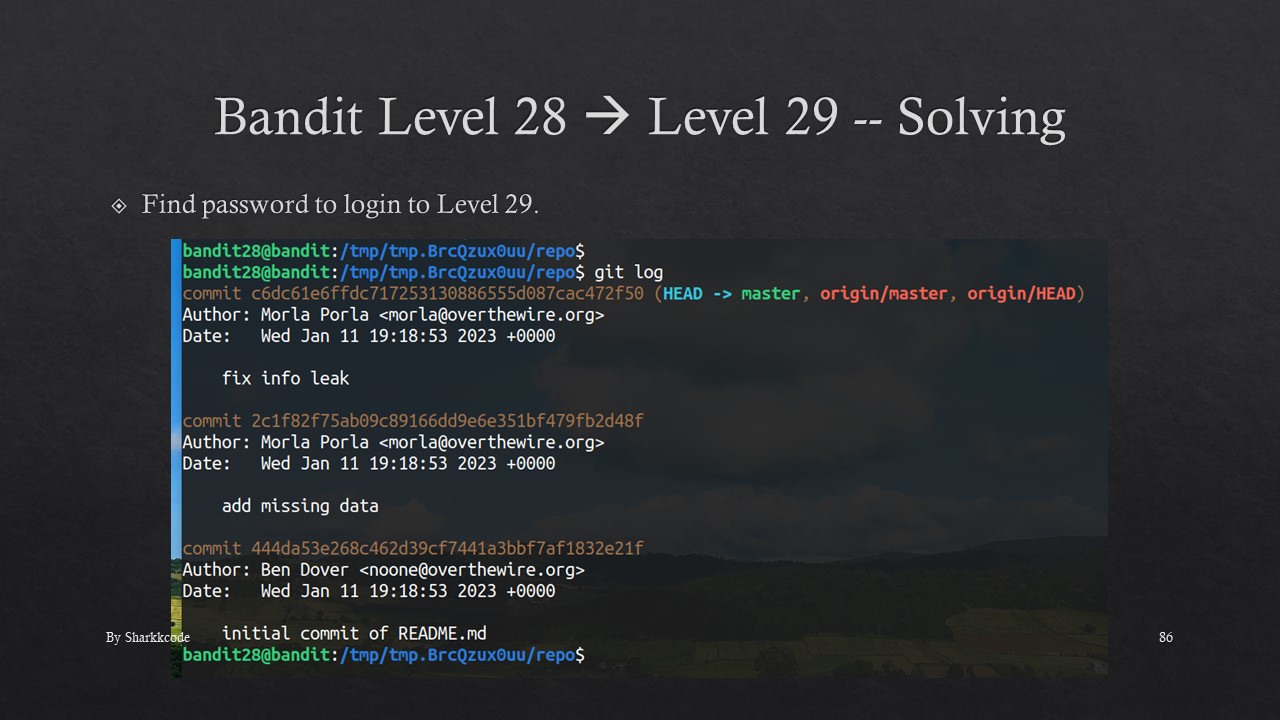 Bandit Level 28 → Level 29 -- Solving
Find password to login to Level 29.
bandit28@bandit:/tmp/tmp.BrcQzux0uu/repo$
bandit28@bandit:/tmp/tmp.BrcQzux0uu/repo$ git log
commit c6dc61e6ffdc717253130886555d087cac472f50 (HEAD -> master, origin/master, origin/HEAD)
Author: Morla Porla <morla@overthewire.org>
Date:   Wed Jan 11 19:18:53 2023 +0000
fix info leak
commit 2c1f82f75ab09c89166dd9e6e351bf479fb2d48f
Author: Morla Porla <morla@overthewire.org>
Date:   Wed Jan 11 19:18:53 2023 +0000
add missing data
commit 444da53e268c462d39cf7441a3bbf7af1832e21f
Author: Ben Dover <noone@overthewire.org>
Date:   Wed Jan 11 19:18:53 2023 +0000
initial commit of README.md
bandit28@bandit:/tmp/tmp.BrcQzux0uu/repo$
By Sharkkcode
86